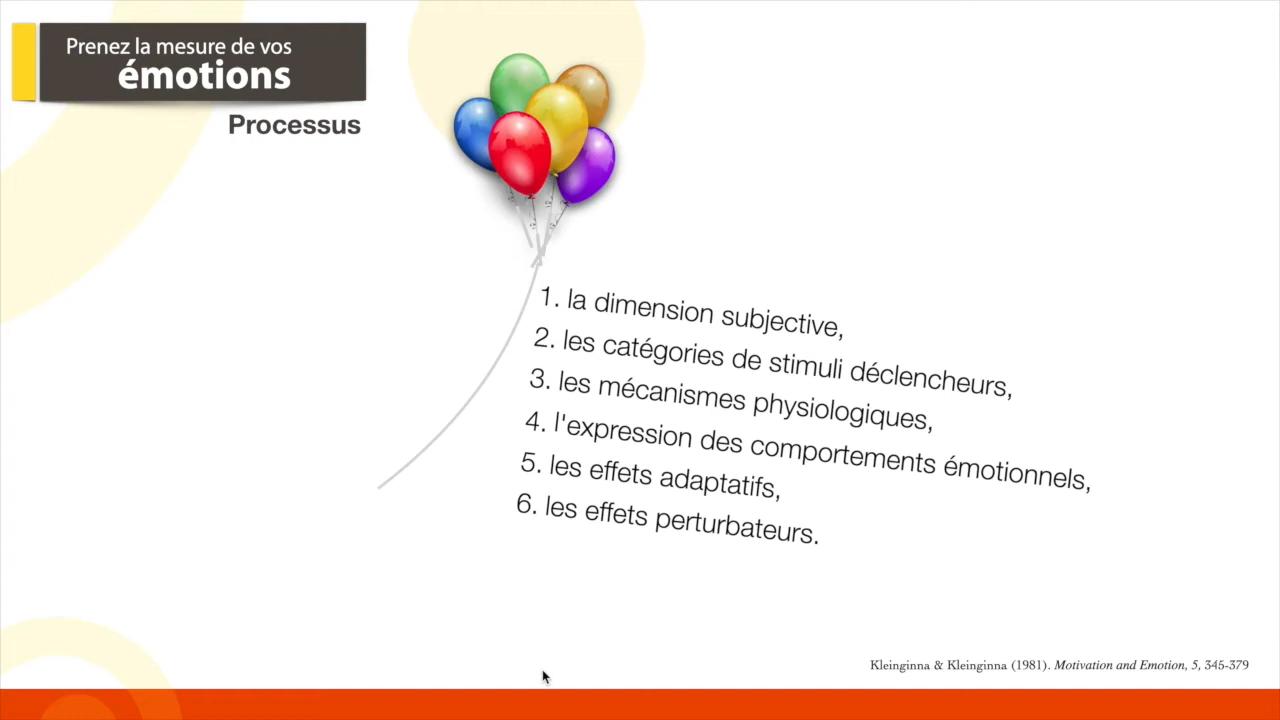 Prenez la mesure de vos
émotions
Processus
1. la dimension subjective,
2. les catégories de stimuli déclencheurs,
3. les mécanismes physiologiques,
4. l'expression des comportements émotionnels,
5. les effets adaptatifs,
6. les effets perturbateurs.
Kleinginna & Kleinginna (1981). Motivation and Emotion, 5, 345-379